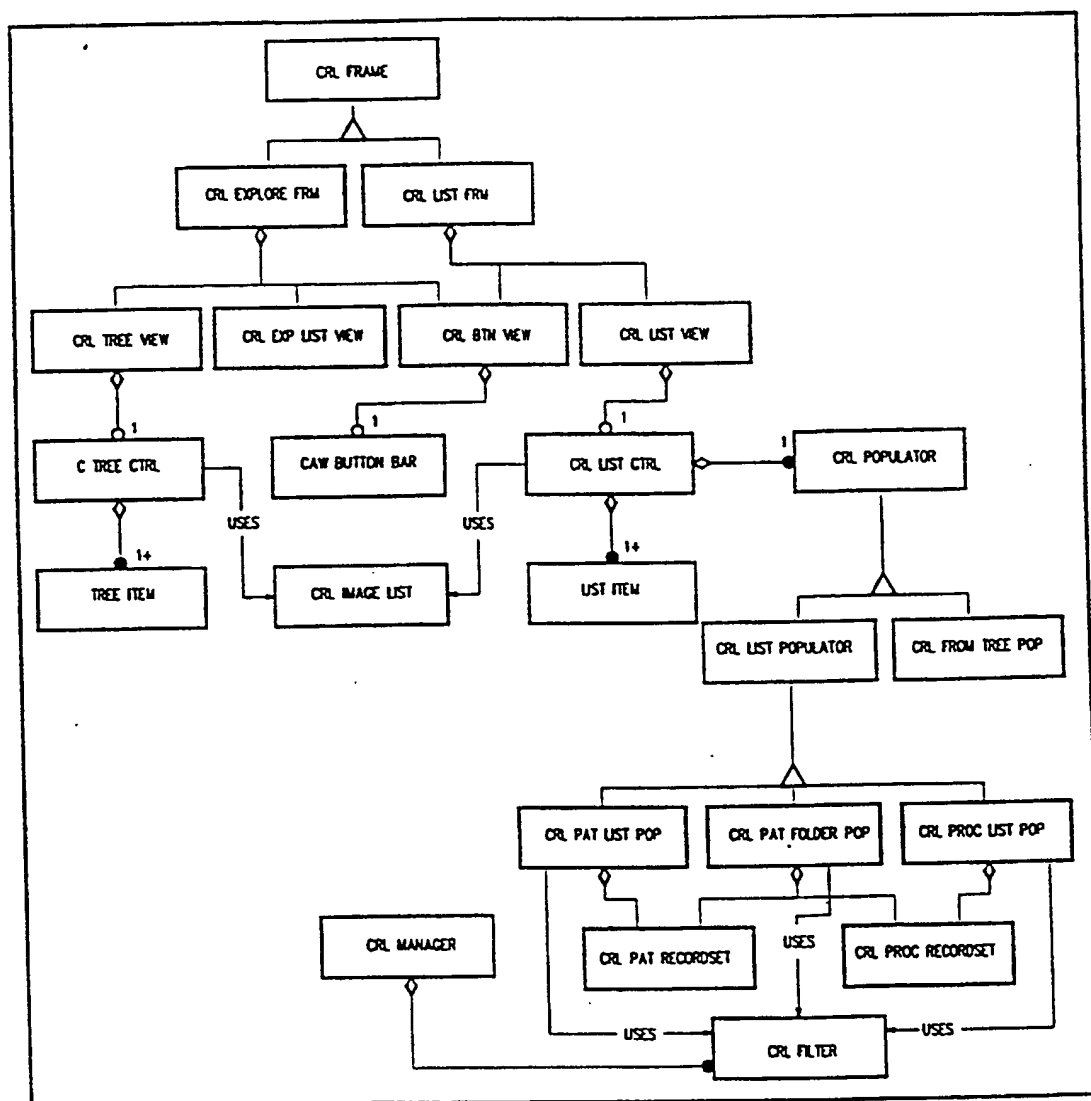 CRL FRAME
CRL EXPLORE FRM
CRL LIST FRM
CRL TREE VIEW
CRL EXP LIST VIEW
CRL BTN VIEW
CRL LIST VIEW
1
1
1
1
C TREE CTRL
CAW BUTTON BAR
CRL LIST CTRL
CRL POPULATOR
USES
USES
1+
1+
TREE ITEM
CRL IMAGE LIST
LIST ITEM
CRL LIST POPULATOR
CRL FROM TREE POP
CRL PAT LIST POP
CRL PAT FOLDER POP
CRL PROC LIST POP
CRL MANAGER
CRL PAT RECORDSET
USES
CRL PROC RECORDSET
USES
USES
CRL FILTER